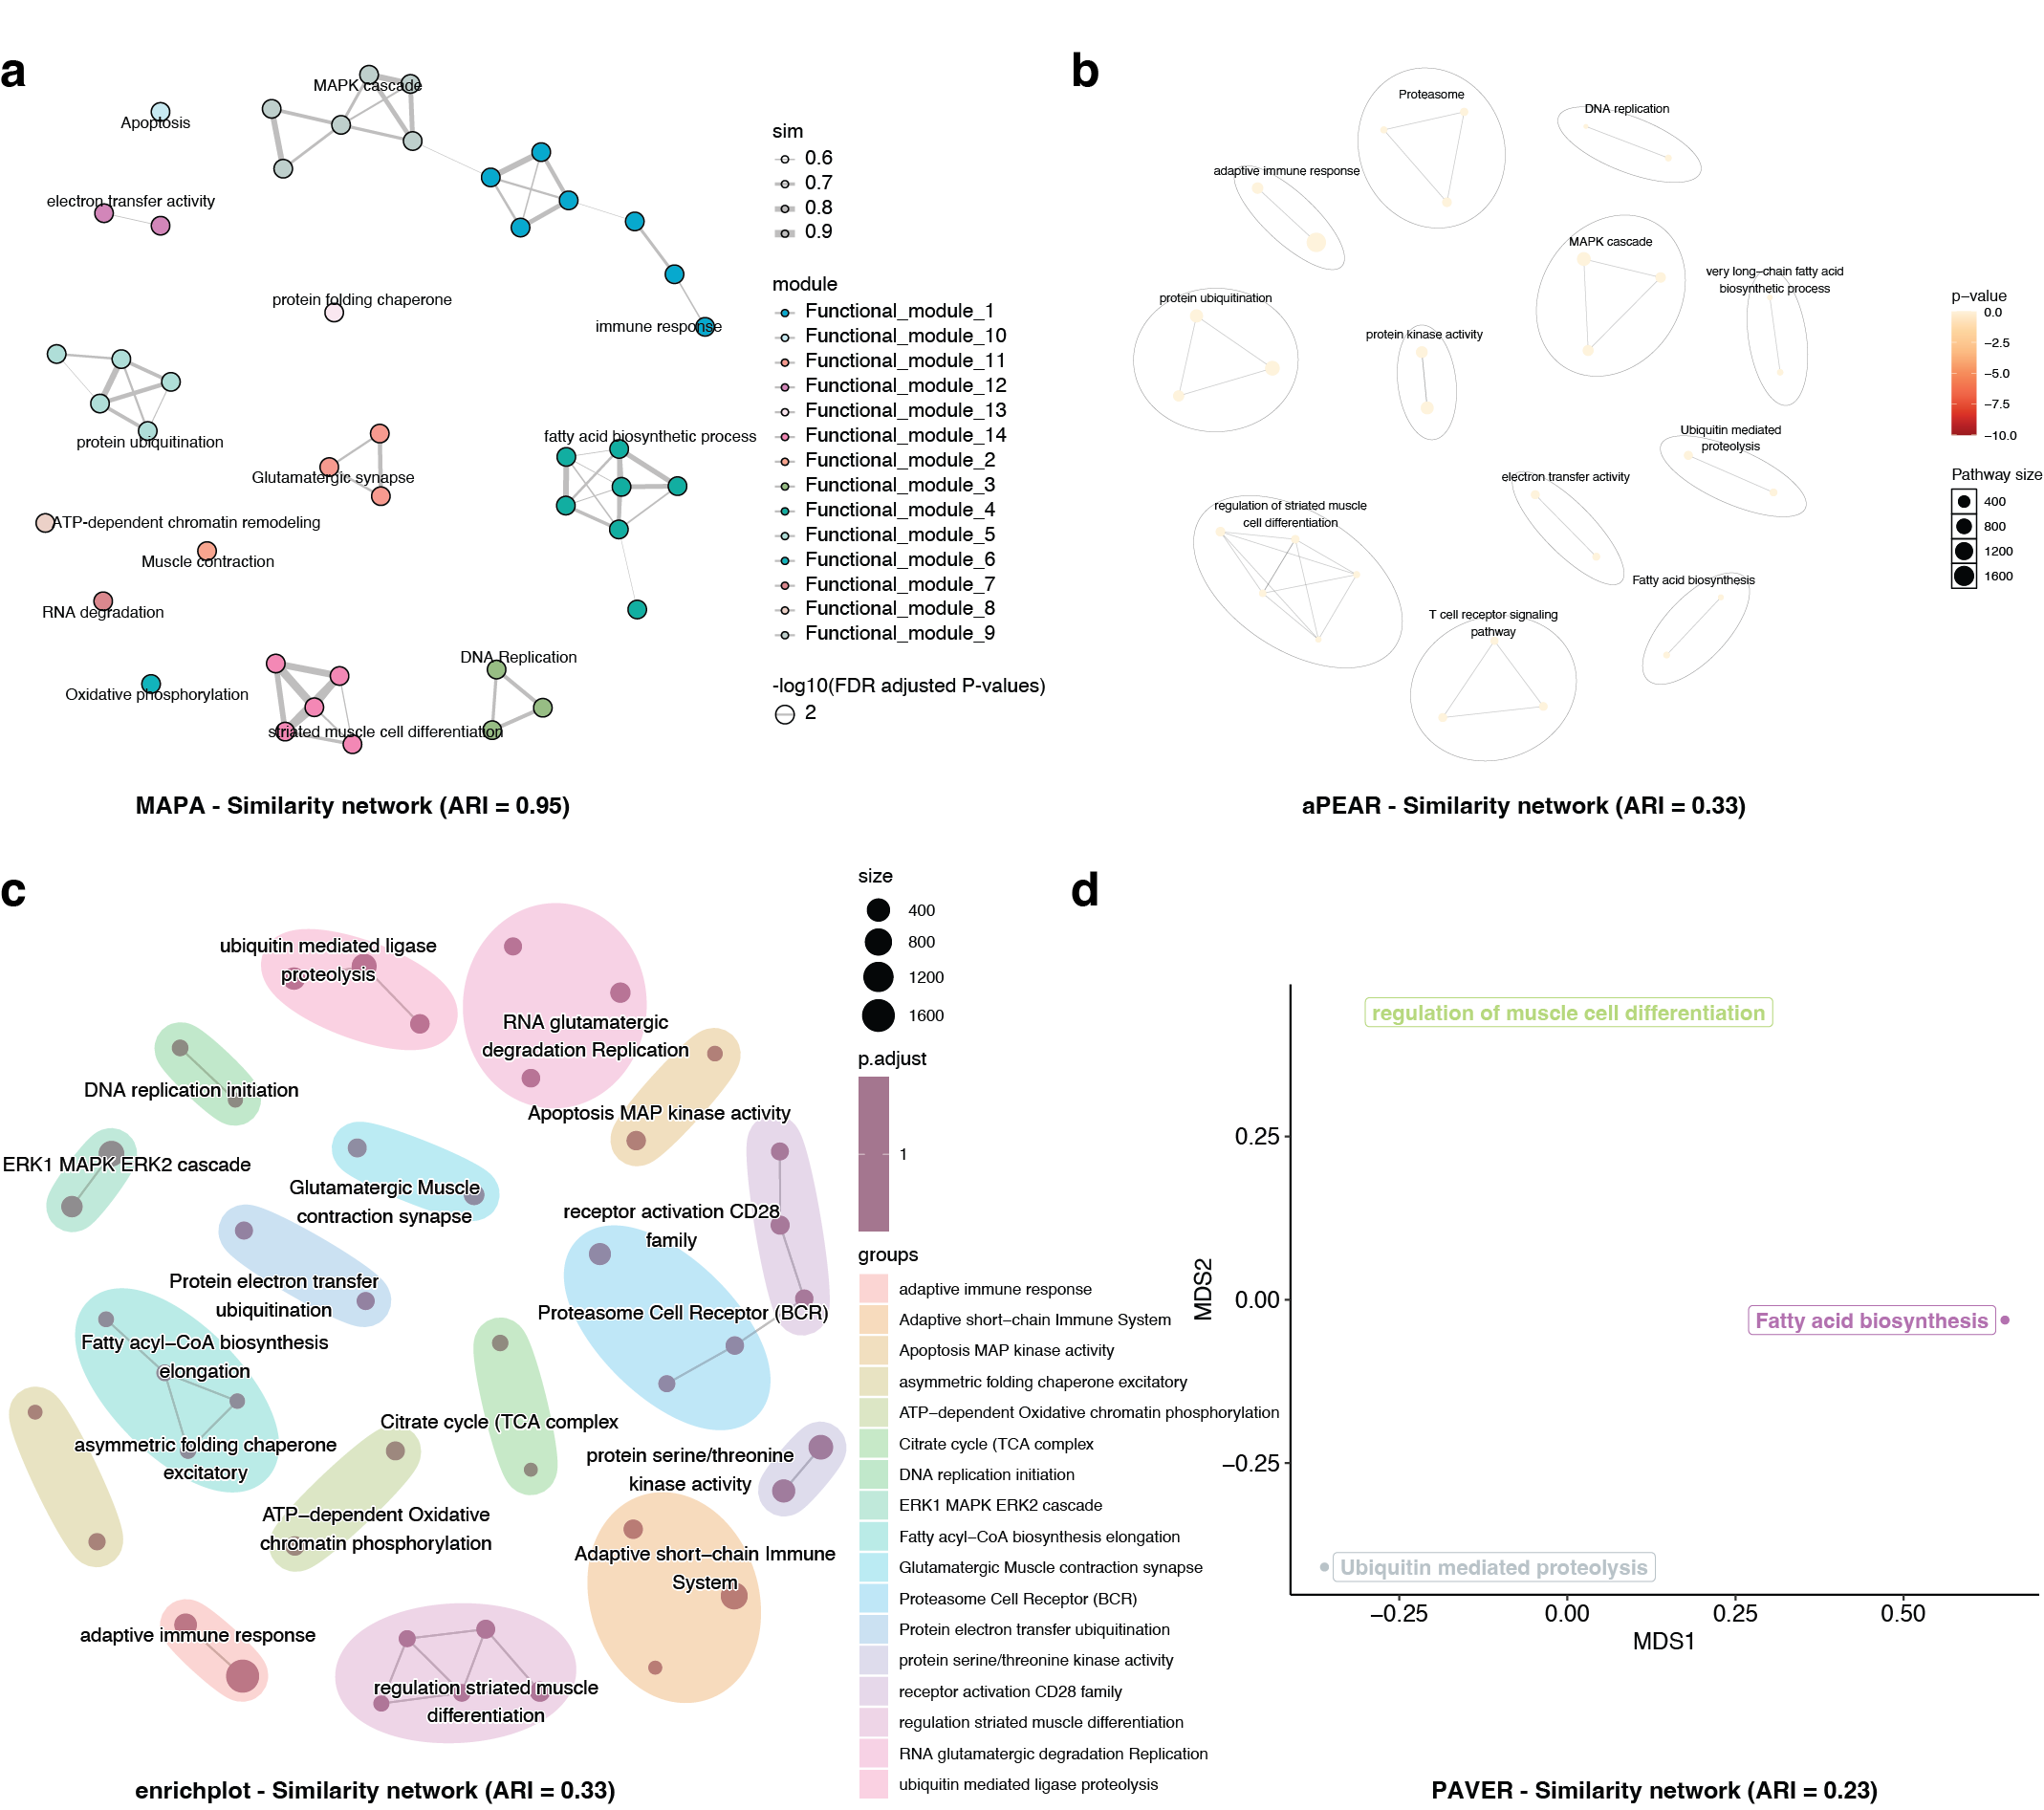 a
MAPK cascade
Apoptosis
electron transfer activity
protein folding chaperone
immune response
protein ubiquitination
Glutamatergic synapse
fatty acid biosynthetic process
ATP-dependent chromatin remodeling
Muscle contraction
RNA degradation
DNA Replication
Oxidative phosphorylation
striated muscle cell differentiation
sim
0.6
0.7
0.8
0.9
module
Functional_module_1
Functional_module_10
Functional_module_11
Functional_module_12
Functional_module_13
Functional_module_14
Functional_module_2
Functional_module_3
Functional_module_4
Functional_module_5
Functional_module_6
Functional_module_7
Functional_module_8
Functional_module_9
-log10(FDR adjusted P-values)
2
MAPA - Similarity network (ARI = 0.95)
b
Proteasome
DNA replication
adaptive immune response
MAPK cascade
very long−chain fatty acid
biosynthetic process
protein ubiquitination
protein kinase activity
Ubiquitin mediated
proteolysis
electron transfer activity
regulation of striated muscle
cell differentiation
Fatty acid biosynthesis
T cell receptor signaling
pathway
p−value
0.0
−2.5
−5.0
−7.5
−10.0
Pathway size
400
800
1200
1600
aPEAR - Similarity network (ARI = 0.33)
c
ubiquitin mediated ligase
proteolysis
RNA glutamatergic
degradation Replication
DNA replication initiation
Apoptosis MAP kinase activity
ERK1 MAPK ERK2 cascade
Glutamatergic Muscle
contraction synapse
receptor activation CD28
family
Protein electron transfer
ubiquitination
Proteasome Cell Receptor (BCR)
Fatty acyl−CoA biosynthesis
elongation
Citrate cycle (TCA complex
asymmetric folding chaperone
excitatory
protein serine/threonine
kinase activity
ATP−dependent Oxidative
chromatin phosphorylation
Adaptive short−chain Immune
System
adaptive immune response
regulation striated muscle
differentiation
size
400
800
1200
1600
p.adjust
1
groups
adaptive immune response
Adaptive short−chain Immune System
Apoptosis MAP kinase activity
asymmetric folding chaperone excitatory
ATP−dependent Oxidative chromatin phosphorylation
Citrate cycle (TCA complex
DNA replication initiation
ERK1 MAPK ERK2 cascade
Fatty acyl−CoA biosynthesis elongation
Glutamatergic Muscle contraction synapse
Proteasome Cell Receptor (BCR)
Protein electron transfer ubiquitination
protein serine/threonine kinase activity
receptor activation CD28 family
regulation striated muscle differentiation
RNA glutamatergic degradation Replication
ubiquitin mediated ligase proteolysis
enrichplot - Similarity network (ARI = 0.33)
d
regulation of muscle cell differentiation
Fatty acid biosynthesis
Ubiquitin mediated proteolysis
MDS2
0.25
0.00
−0.25
−0.25
0.00
0.25
0.50
MDS1
PAVER - Similarity network (ARI = 0.23)